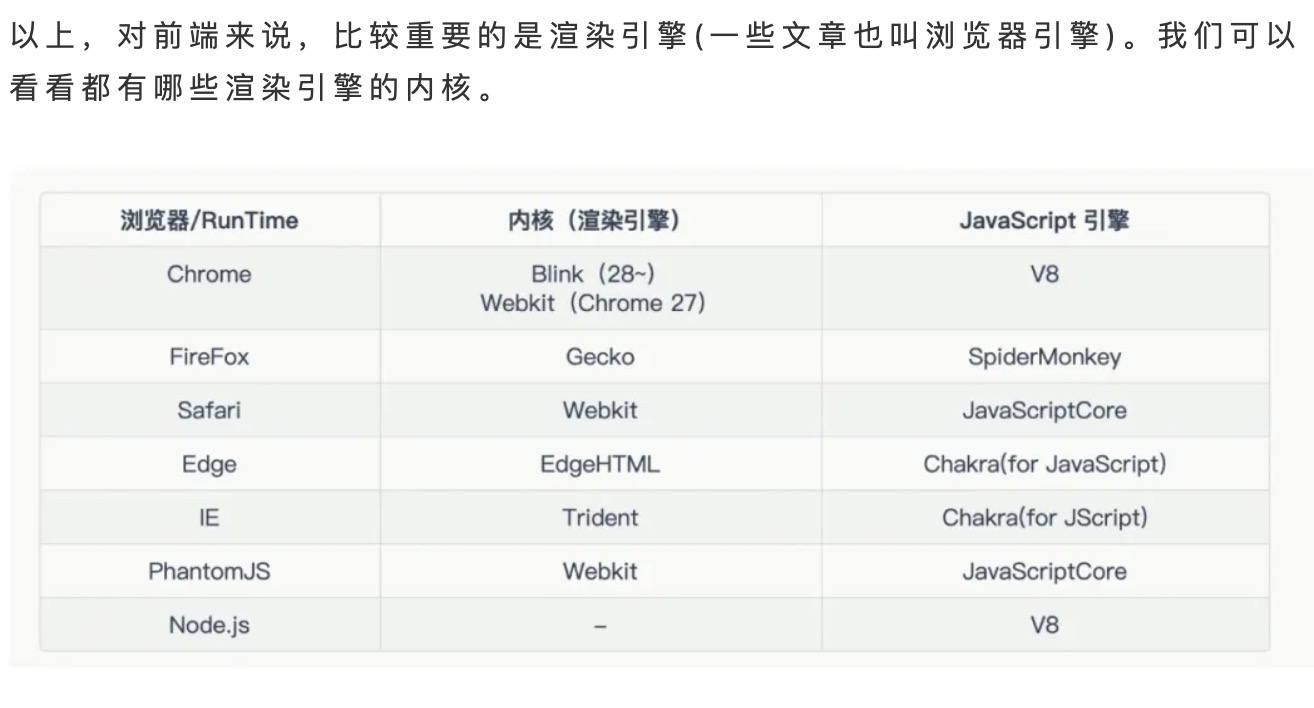 以上，对前端来说，比较重要的是渲染引擎(一些文章也叫浏览器引擎)。我们可以
看看都有哪些渲染引擎的内核。
浏览器/RunTime 内核（渲染引擎） JavaScript 引擎
Chrome Blink（28~） V8
Webkit（Chrome 27）
FireFox Gecko SpiderMonkey
Safari Webkit JavaScriptCore
Edge EdgeHTML Chakra(for JavaScript)
IE Trident Chakra(for JScript)
PhantomJS Webkit JavaScriptCore
Node.js – V8